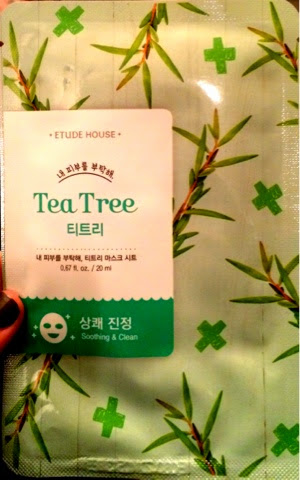 • ETUDE HOUSE •
내 피부를 부탁해.
Tea Tree
티트리
내 피부를 부탁해, 티트리 마스크 시트
0.67 fl. oz. / 20 ml
상쾌 진정
Soothing & Clean